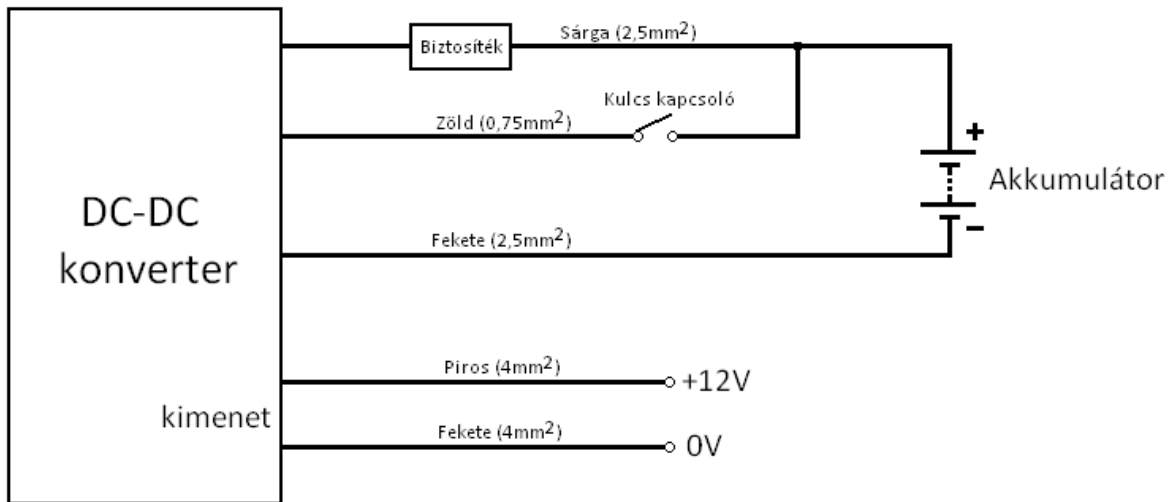 Biztosíték
Sárga (2,5mm²)
Kulcs kapcsoló
Zöld (0,75mm²)
+
DC-DC
konverter
Akkumulátor
Fekete (2,5mm²)
−
Piros (4mm²)
+12V
kimenet
Fekete (4mm²)
0V